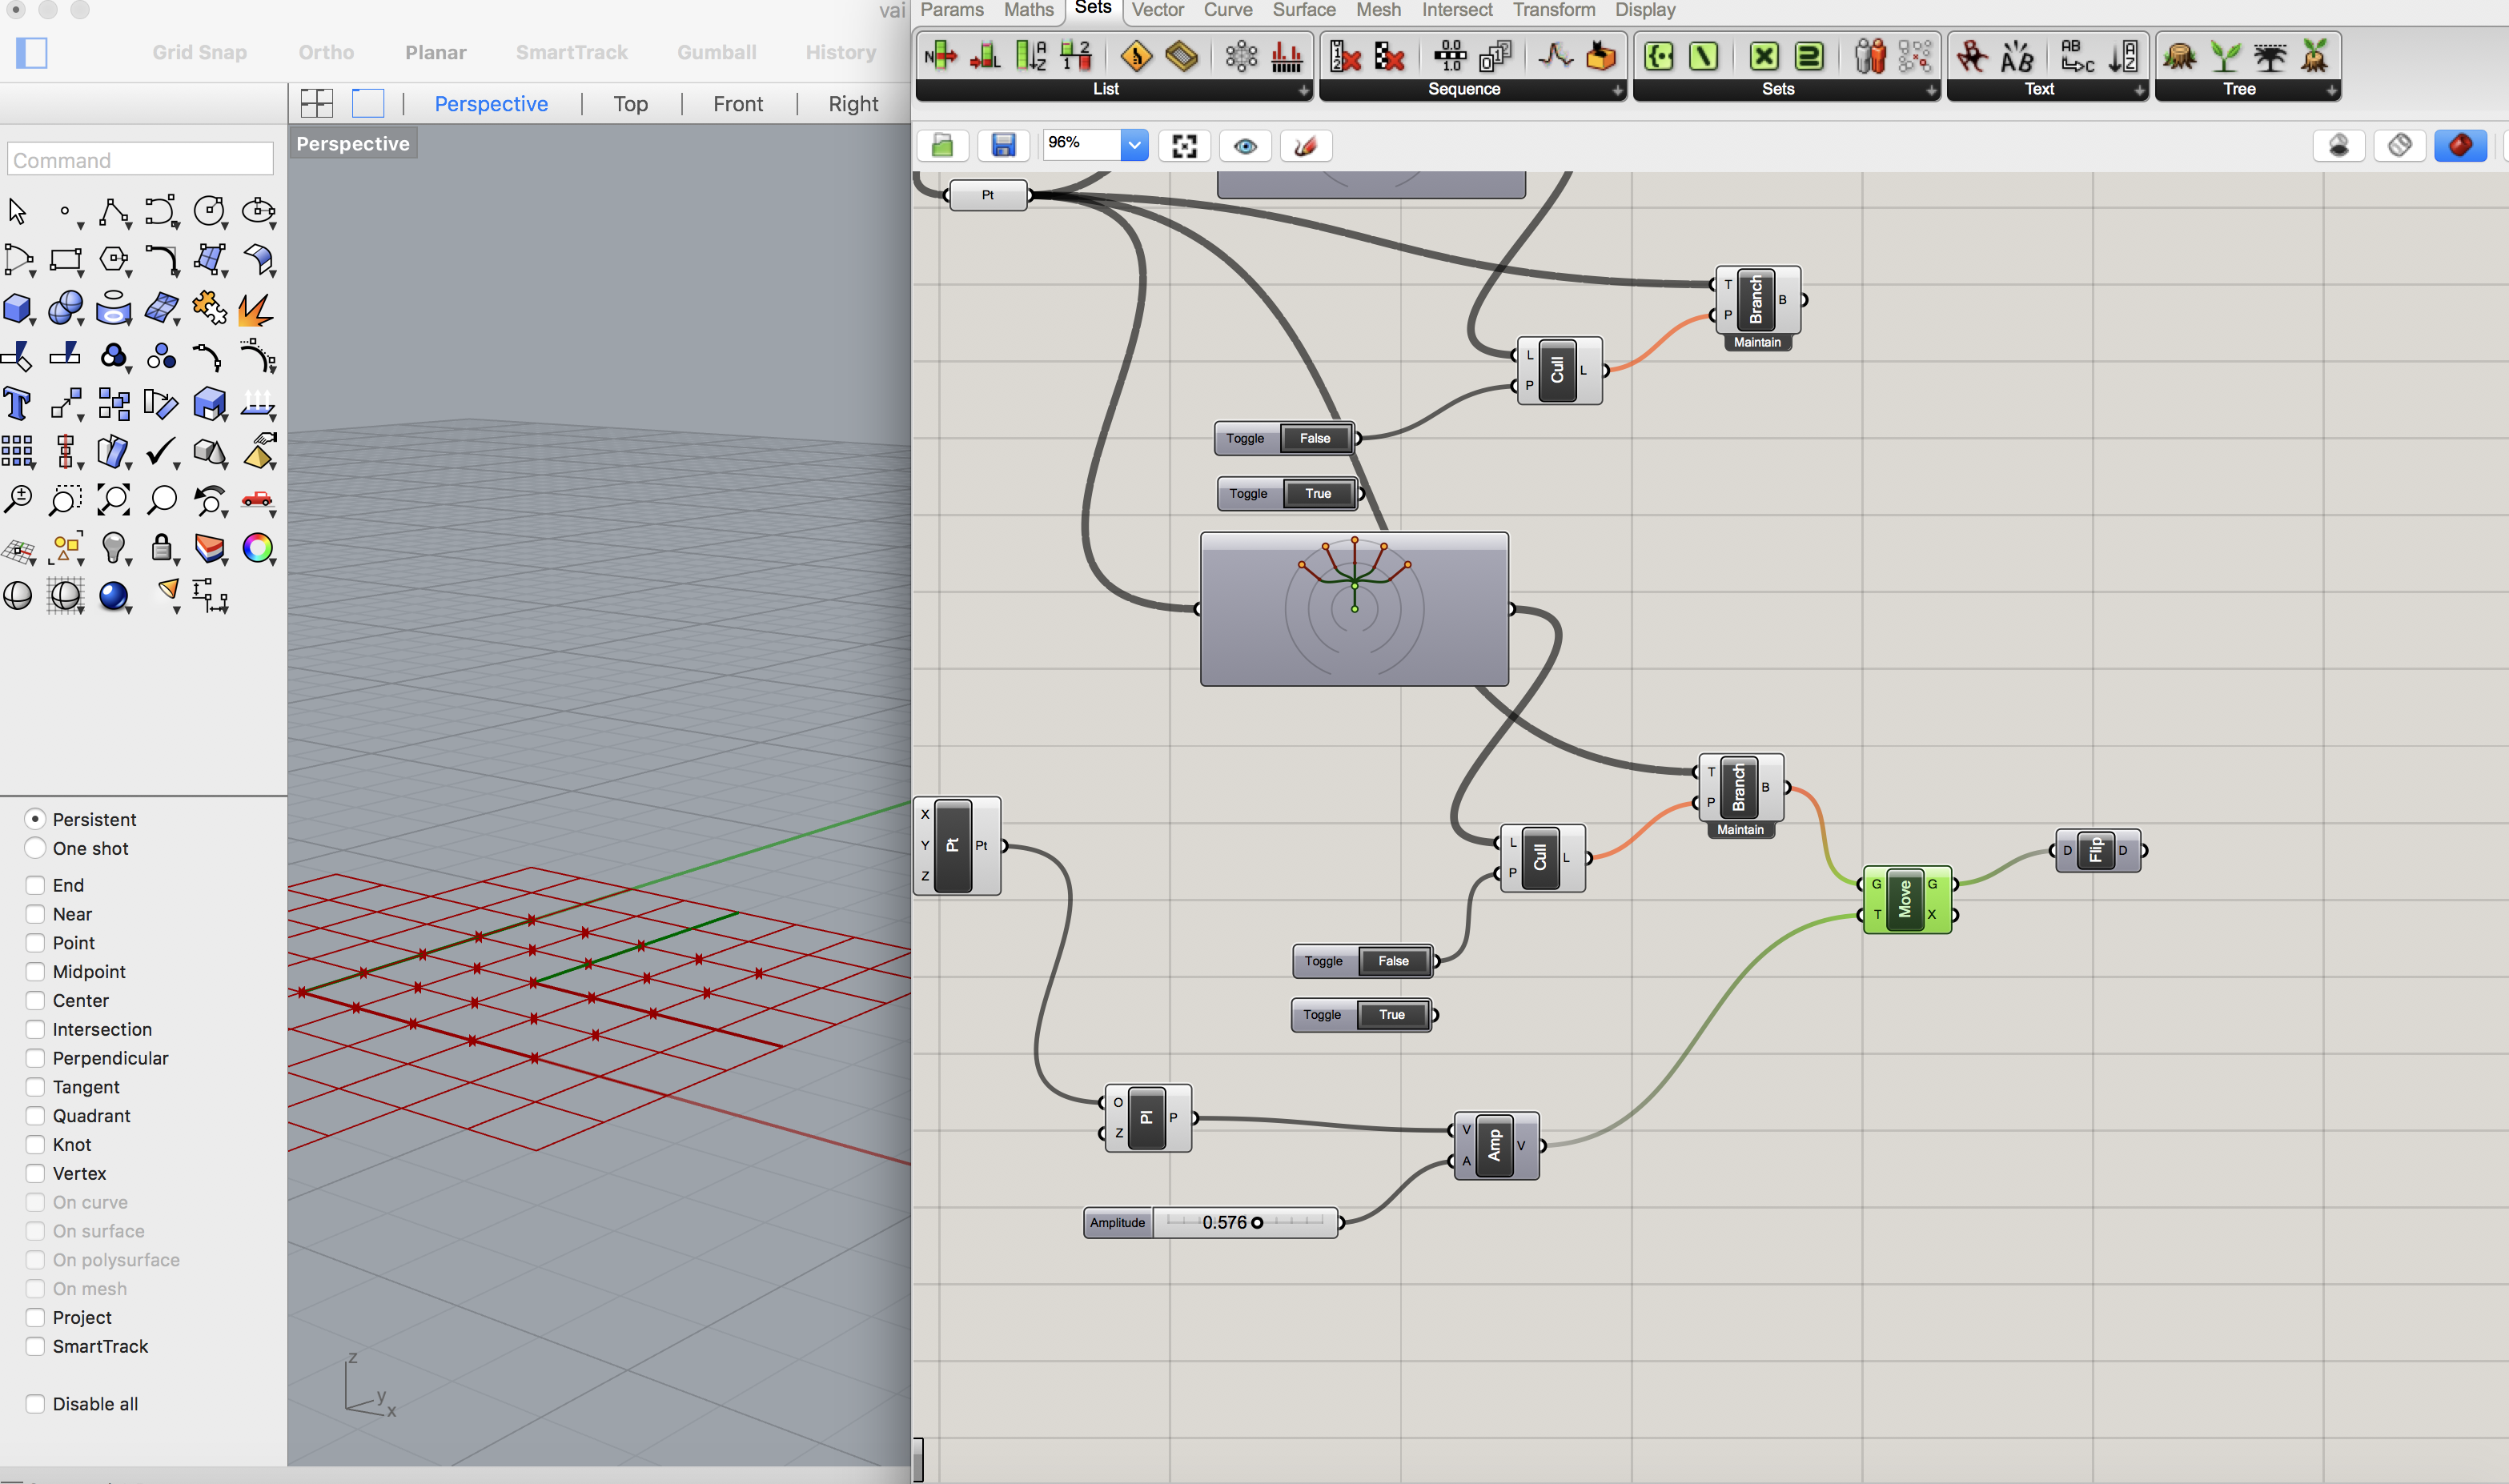 vai
Grid Snap Ortho Planar SmartTrack Gumball History
Perspective Top Front Right
Perspective
Command
Persistent
One shot
End
Near
Point
Midpoint
Center
Intersection
Perpendicular
Tangent
Quadrant
Knot
Vertex
On curve
On surface
On polysurface
On mesh
Project
SmartTrack
Disable all
z
y
x
Params Maths Sets Vector Curve Surface Mesh Intersect Transform Display
List Sequence Sets Text Tree
96%
Pt
T Branch B
P
Maintain
L Cull L
P
Toggle False
Toggle True
T Branch B
P
Maintain
X
Y Pt Pt
Z
L Cull L
P
D Flip D
G Move G
T X
Toggle False
Toggle True
O Pl P
Z
V Amp V
A
Amplitude 0.576